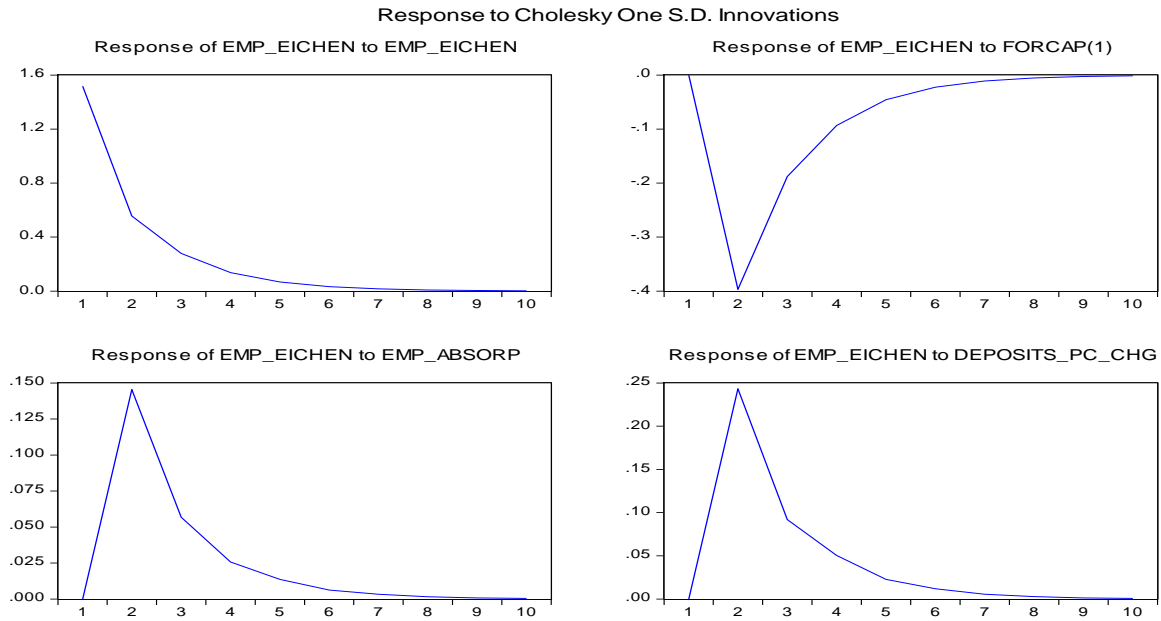 Response to Cholesky One S.D. Innovations
Response of EMP_EICHEN to EMP_EICHEN
1.6
1.2
0.8
0.4
0.0
1 2 3 4 5 6 7 8 9 10
Response of EMP_EICHEN to FORCAP(1)
.0
-.1
-.2
-.3
-.4
1 2 3 4 5 6 7 8 9 10
Response of EMP_EICHEN to EMP_ABSORP
.150
.125
.100
.075
.050
.025
.000
1 2 3 4 5 6 7 8 9 10
Response of EMP_EICHEN to DEPOSITS_PC_CHG
.25
.20
.15
.10
.05
.00
1 2 3 4 5 6 7 8 9 10